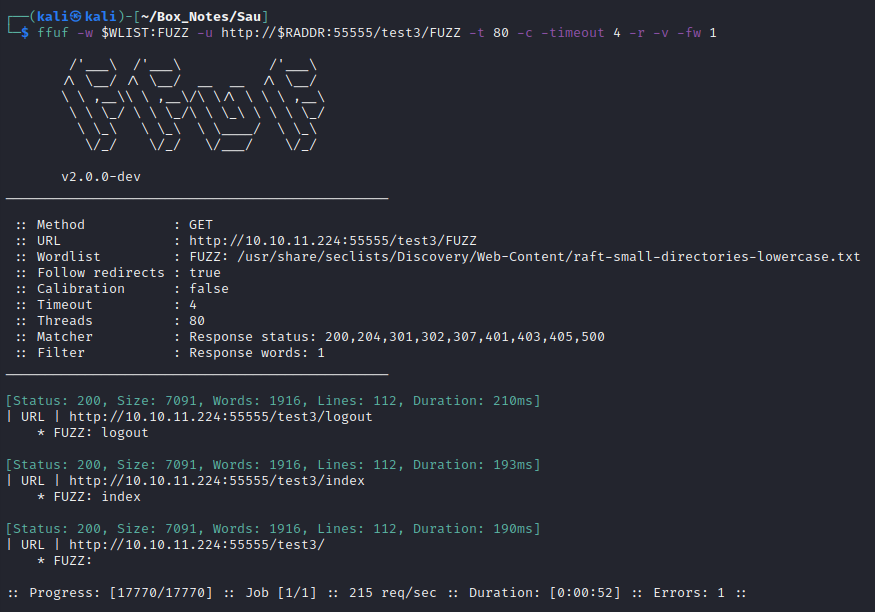 ┌──(kali㉿kali)-[~/Box_Notes/Sau]
└─$ ffuf -w $WLIST:FUZZ -u http://$RADDR:55555/test3/FUZZ -t 80 -c -timeout 4 -r -v -fw 1

        /'___\  /'___\           /'___\
       /\ \__/ /\ \__/  __  __  /\ \__/
       \ \ ,__\\ \ ,__\/\ \/\ \ \ \ ,__\
        \ \ \_/ \ \ \_/\ \ \_\ \ \ \ \_/
         \ \_\   \ \_\  \ \____/  \ \_\
          \/_/    \/_/   \/___/    \/_/

       v2.0.0-dev
________________________________________________

 :: Method           : GET
 :: URL              : http://10.10.11.224:55555/test3/FUZZ
 :: Wordlist         : FUZZ: /usr/share/seclists/Discovery/Web-Content/raft-small-directories-lowercase.txt
 :: Follow redirects : true
 :: Calibration      : false
 :: Timeout          : 4
 :: Threads          : 80
 :: Matcher          : Response status: 200,204,301,302,307,401,403,405,500
 :: Filter           : Response words: 1
________________________________________________

[Status: 200, Size: 7091, Words: 1916, Lines: 112, Duration: 210ms]
| URL | http://10.10.11.224:55555/test3/logout
    * FUZZ: logout

[Status: 200, Size: 7091, Words: 1916, Lines: 112, Duration: 193ms]
| URL | http://10.10.11.224:55555/test3/index
    * FUZZ: index

[Status: 200, Size: 7091, Words: 1916, Lines: 112, Duration: 190ms]
| URL | http://10.10.11.224:55555/test3/
    * FUZZ:

:: Progress: [17770/17770] :: Job [1/1] :: 215 req/sec :: Duration: [0:00:52] :: Errors: 1 ::